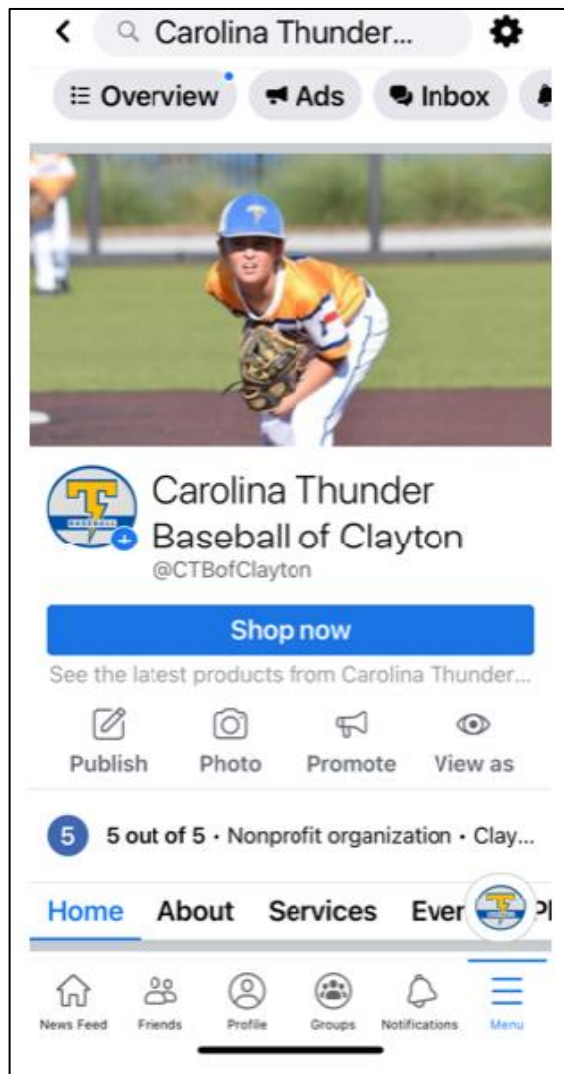 Carolina Thunder...
Overview Ads Inbox
T
Carolina Thunder
Baseball of Clayton
BASEBALL
@CTBofClayton
Shop now
See the latest products from Carolina Thunder...
Publish Photo Promote View as
5 5 out of 5 · Nonprofit organization · Clay...
Home About Services Ever Pl
News Feed Friends Profile Groups Notifications Menu